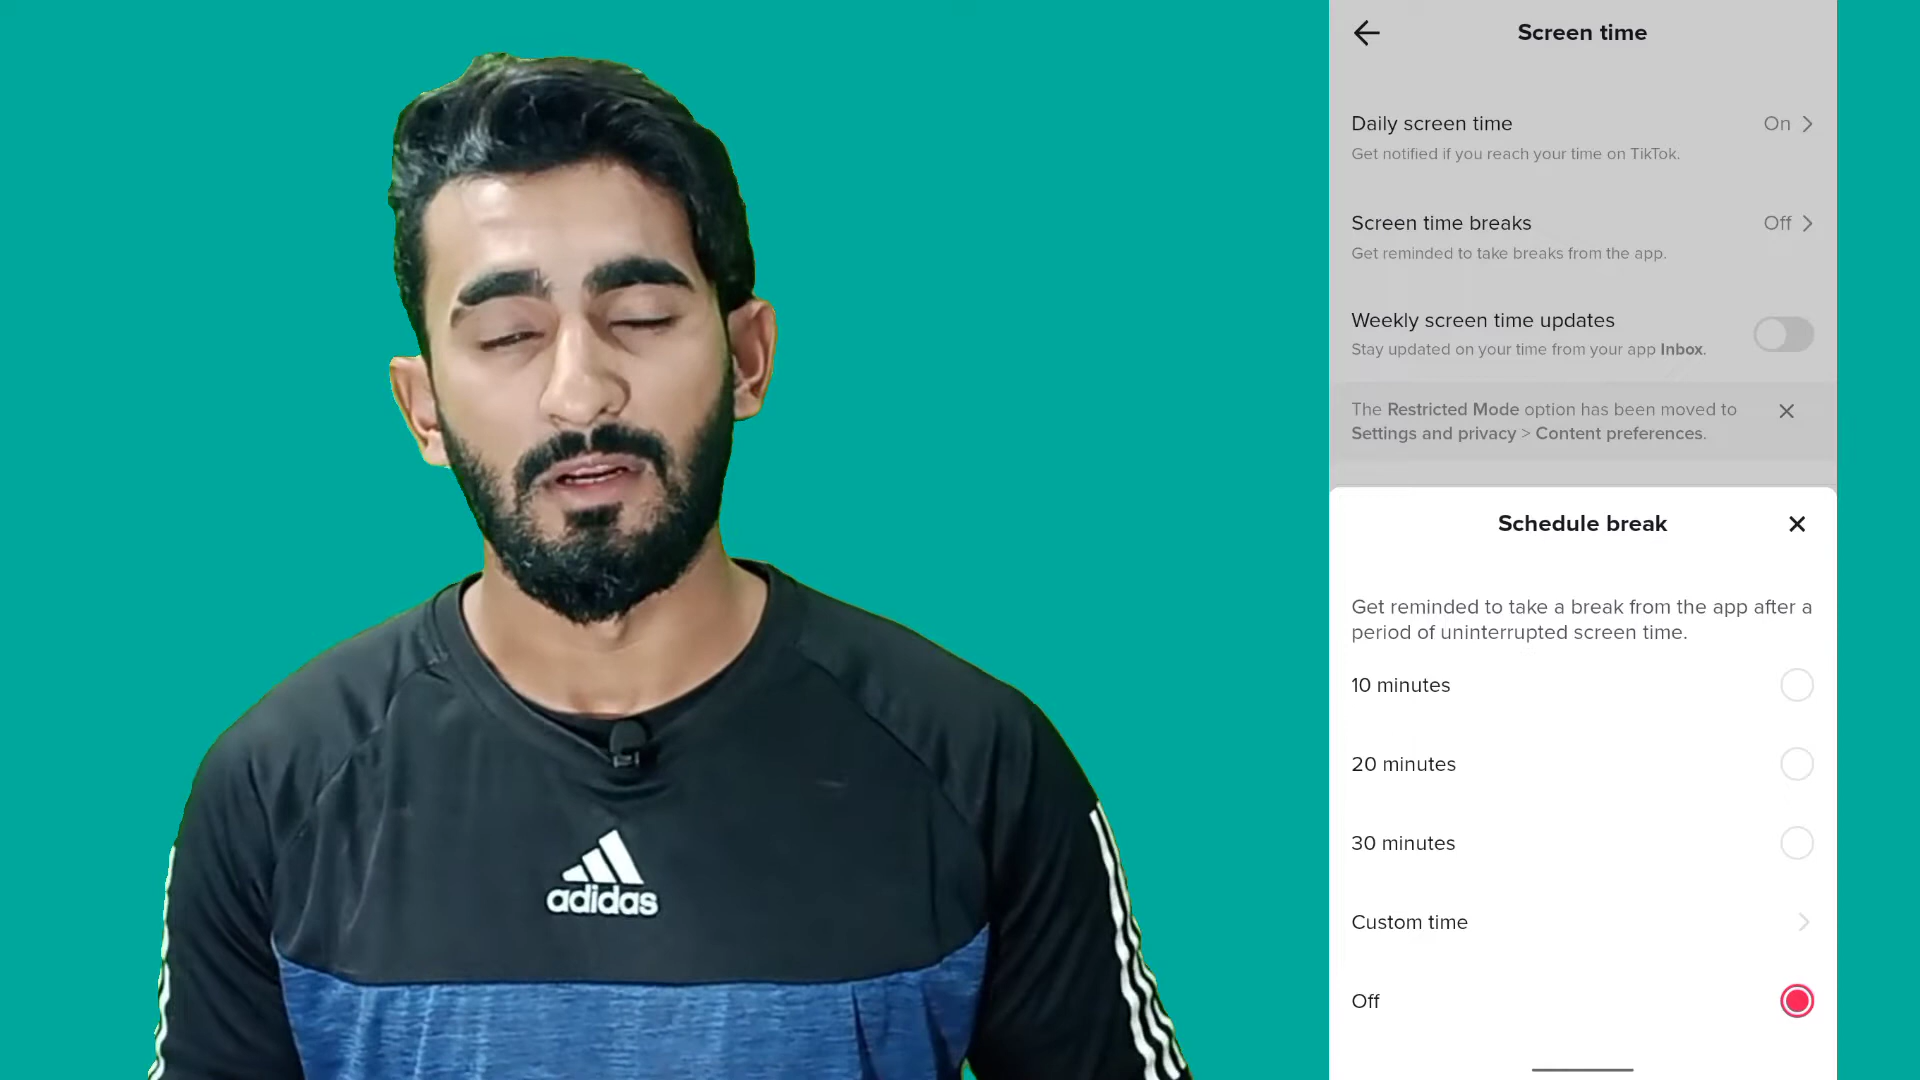 adidas
Screen time
Daily screen time On
Get notified if you reach your time on TikTok.
Screen time breaks Off
Get reminded to take breaks from the app.
Weekly screen time updates
Stay updated on your time from your app Inbox.
The Restricted Mode option has been moved to
Settings and privacy > Content preferences.
Schedule break
Get reminded to take a break from the app after a
period of uninterrupted screen time.
10 minutes
20 minutes
30 minutes
Custom time
Off